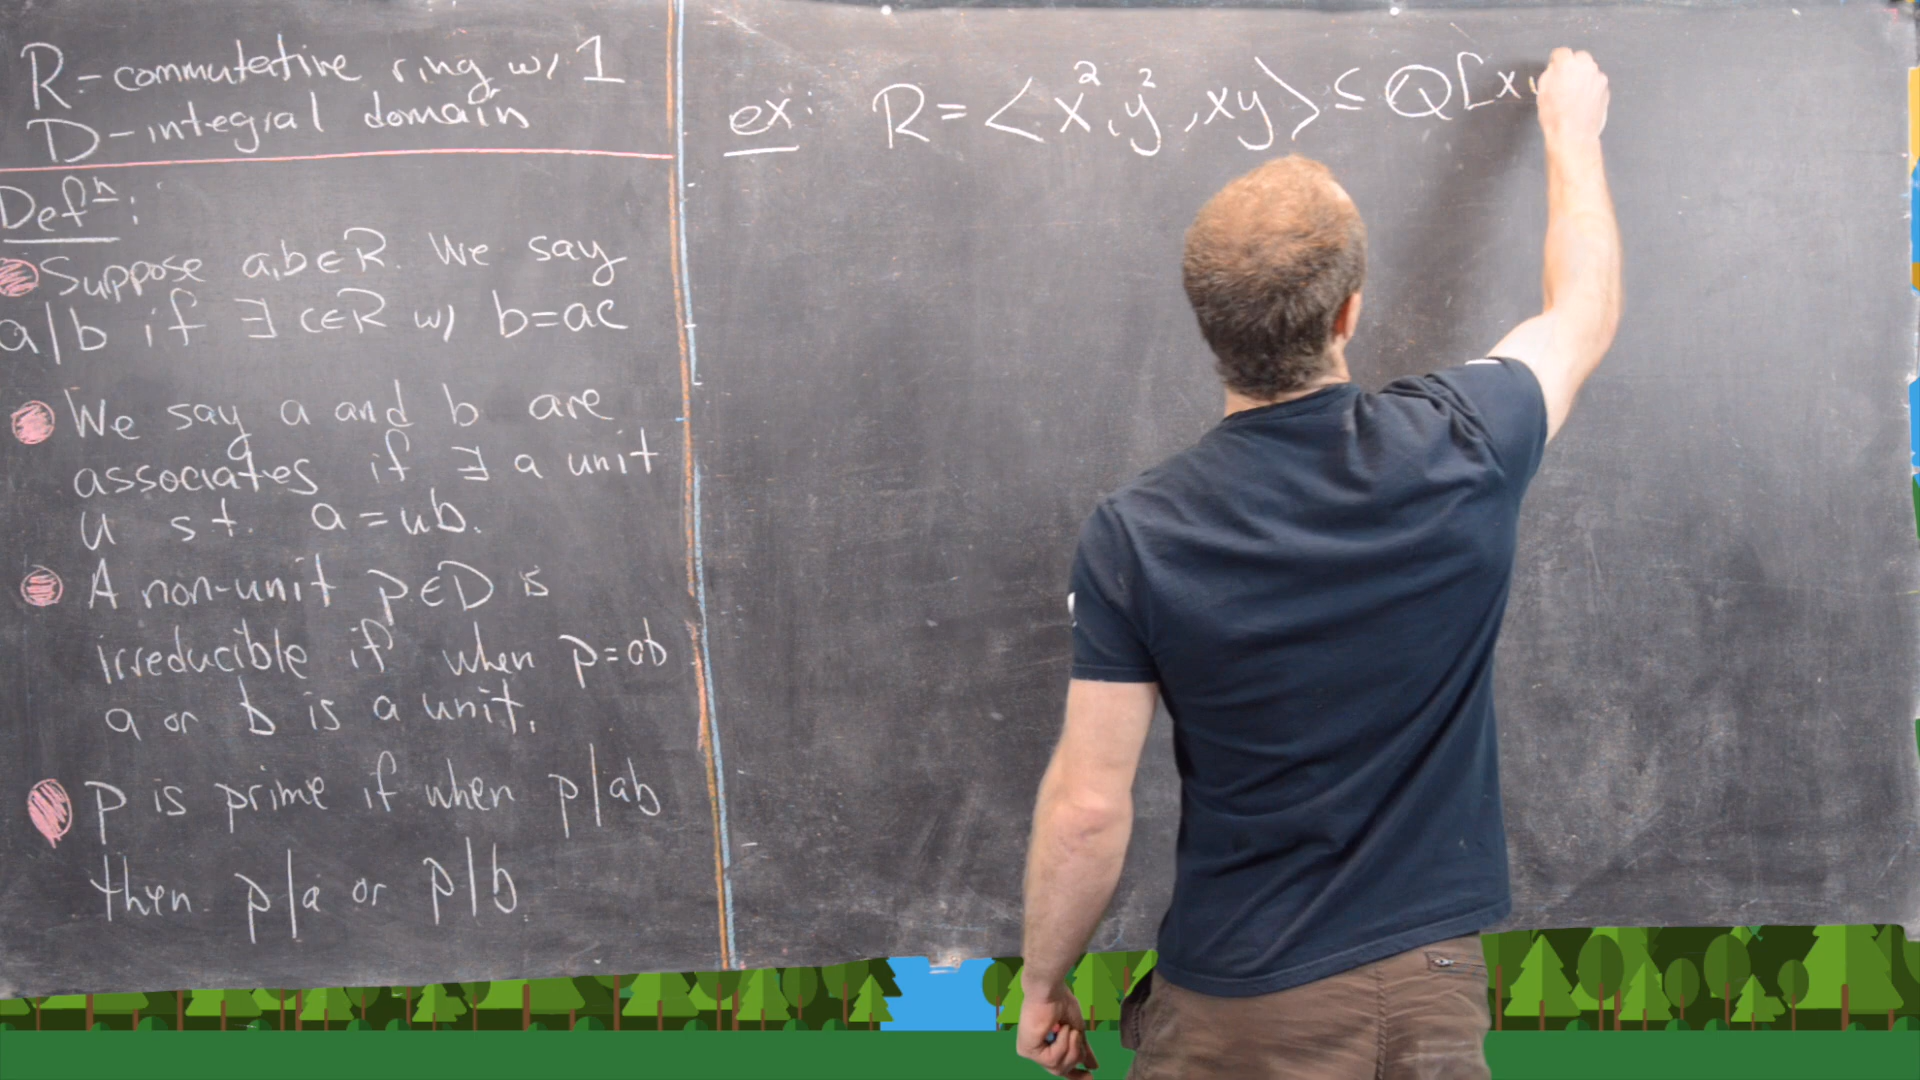 R - commutative ring w/ 1
D - integral domain
Defⁿ:
Suppose a,b∈R. We say
a|b if ∃ c∈R w/ b=ac
We say a and b are
associates if ∃ a unit
u s.t. a=ub.
A non-unit p∈D is
irreducible if when p=ab
a or b is a unit.
p is prime if when p|ab
then p|a or p|b.
ex: R = <x²,y²,xy> ≤ Q[x